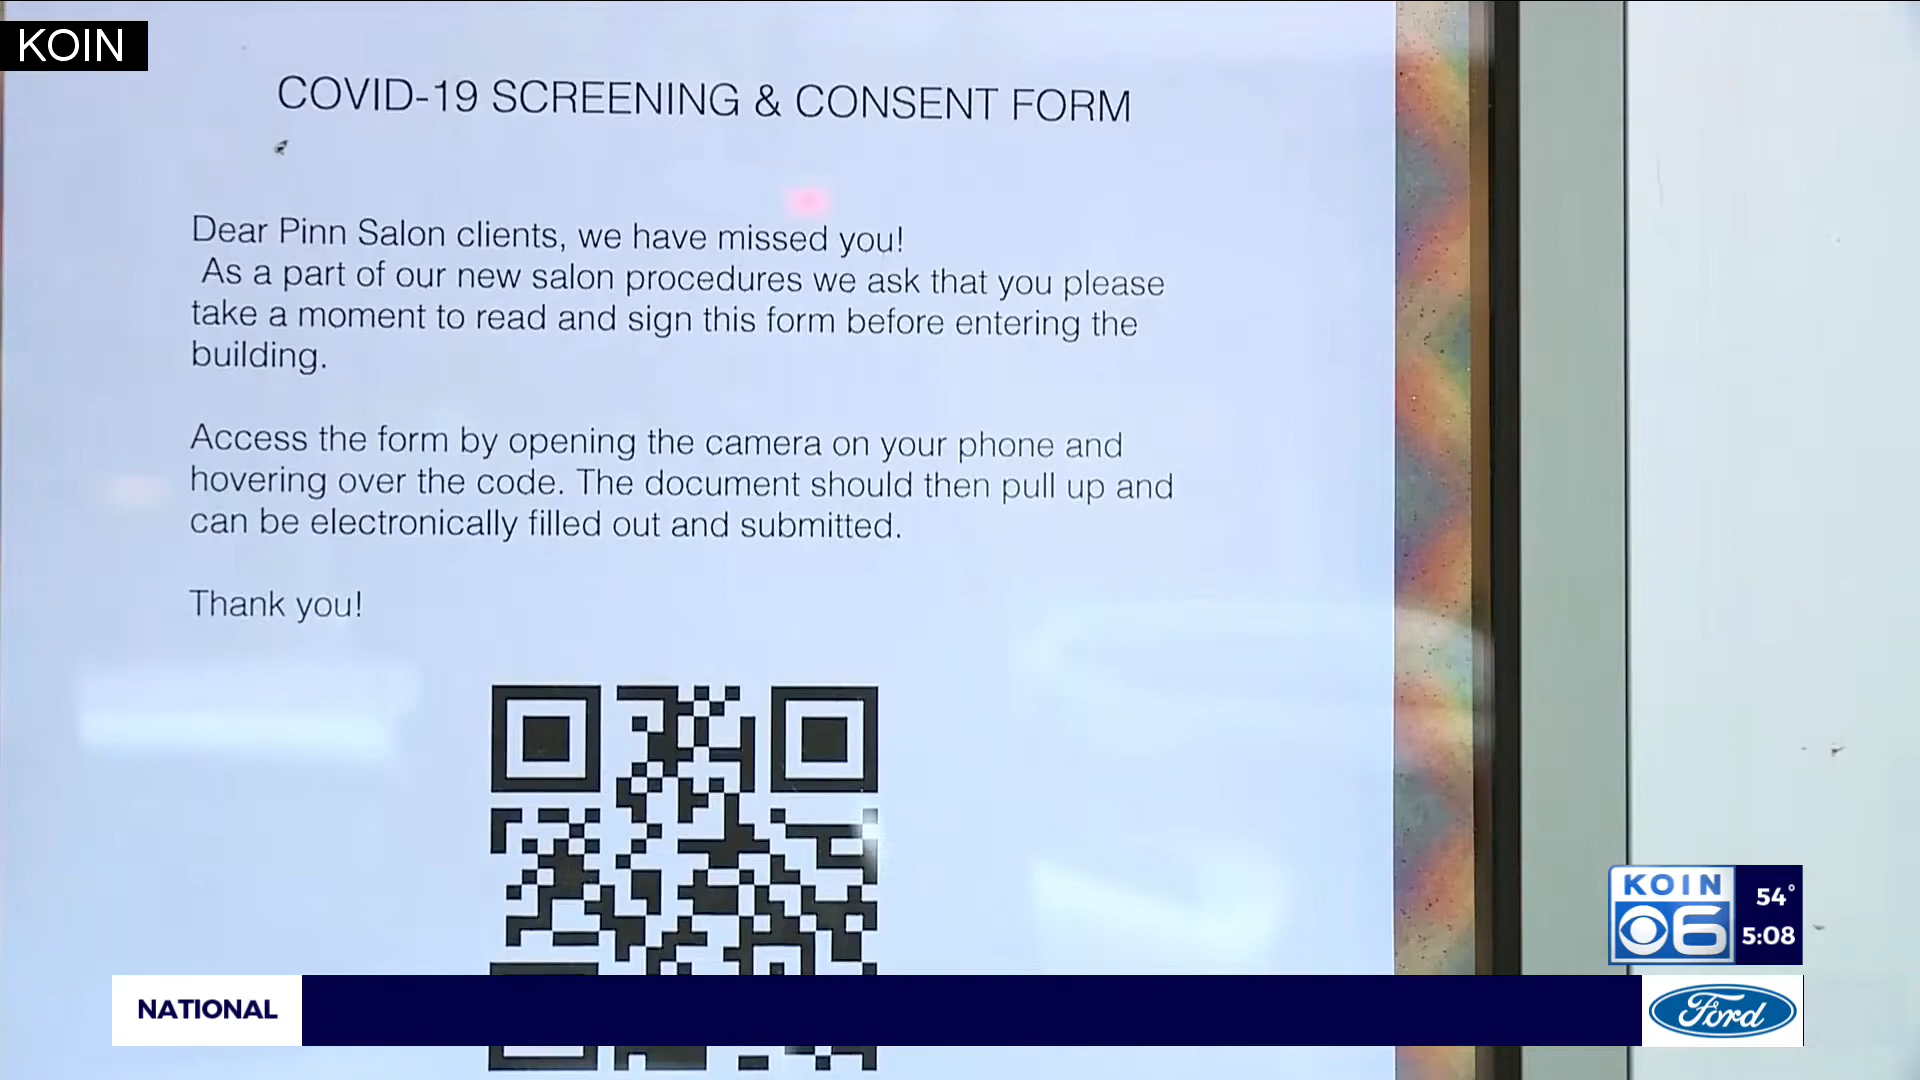 KOIN
COVID-19 SCREENING & CONSENT FORM
Dear Pinn Salon clients, we have missed you!
As a part of our new salon procedures we ask that you please
take a moment to read and sign this form before entering the
building.
Access the form by opening the camera on your phone and
hovering over the code. The document should then pull up and
can be electronically filled out and submitted.
Thank you!
KOIN
6
54°
5:08
NATIONAL
Ford